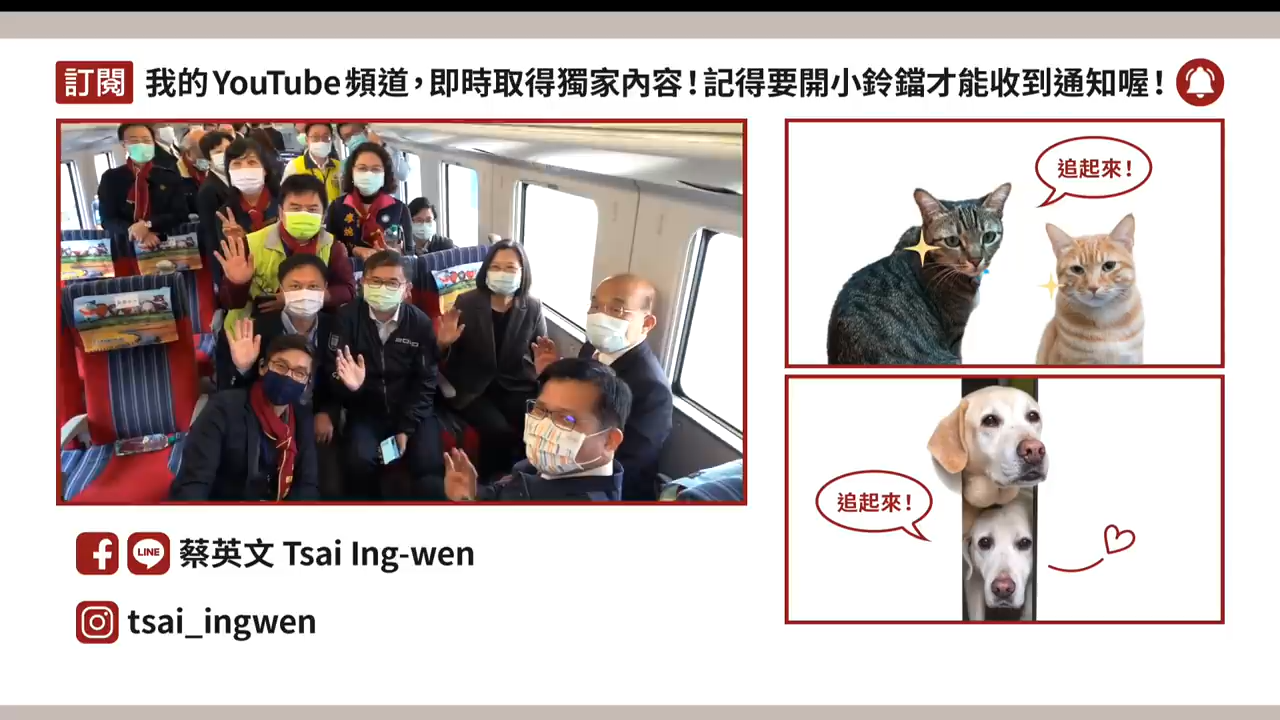 訂閱 我的YouTube頻道，即時取得獨家內容！記得要開小鈴鐺才能收到通知喔！
追起來！
追起來！
LINE 蔡英文 Tsai Ing-wen
tsai_ingwen